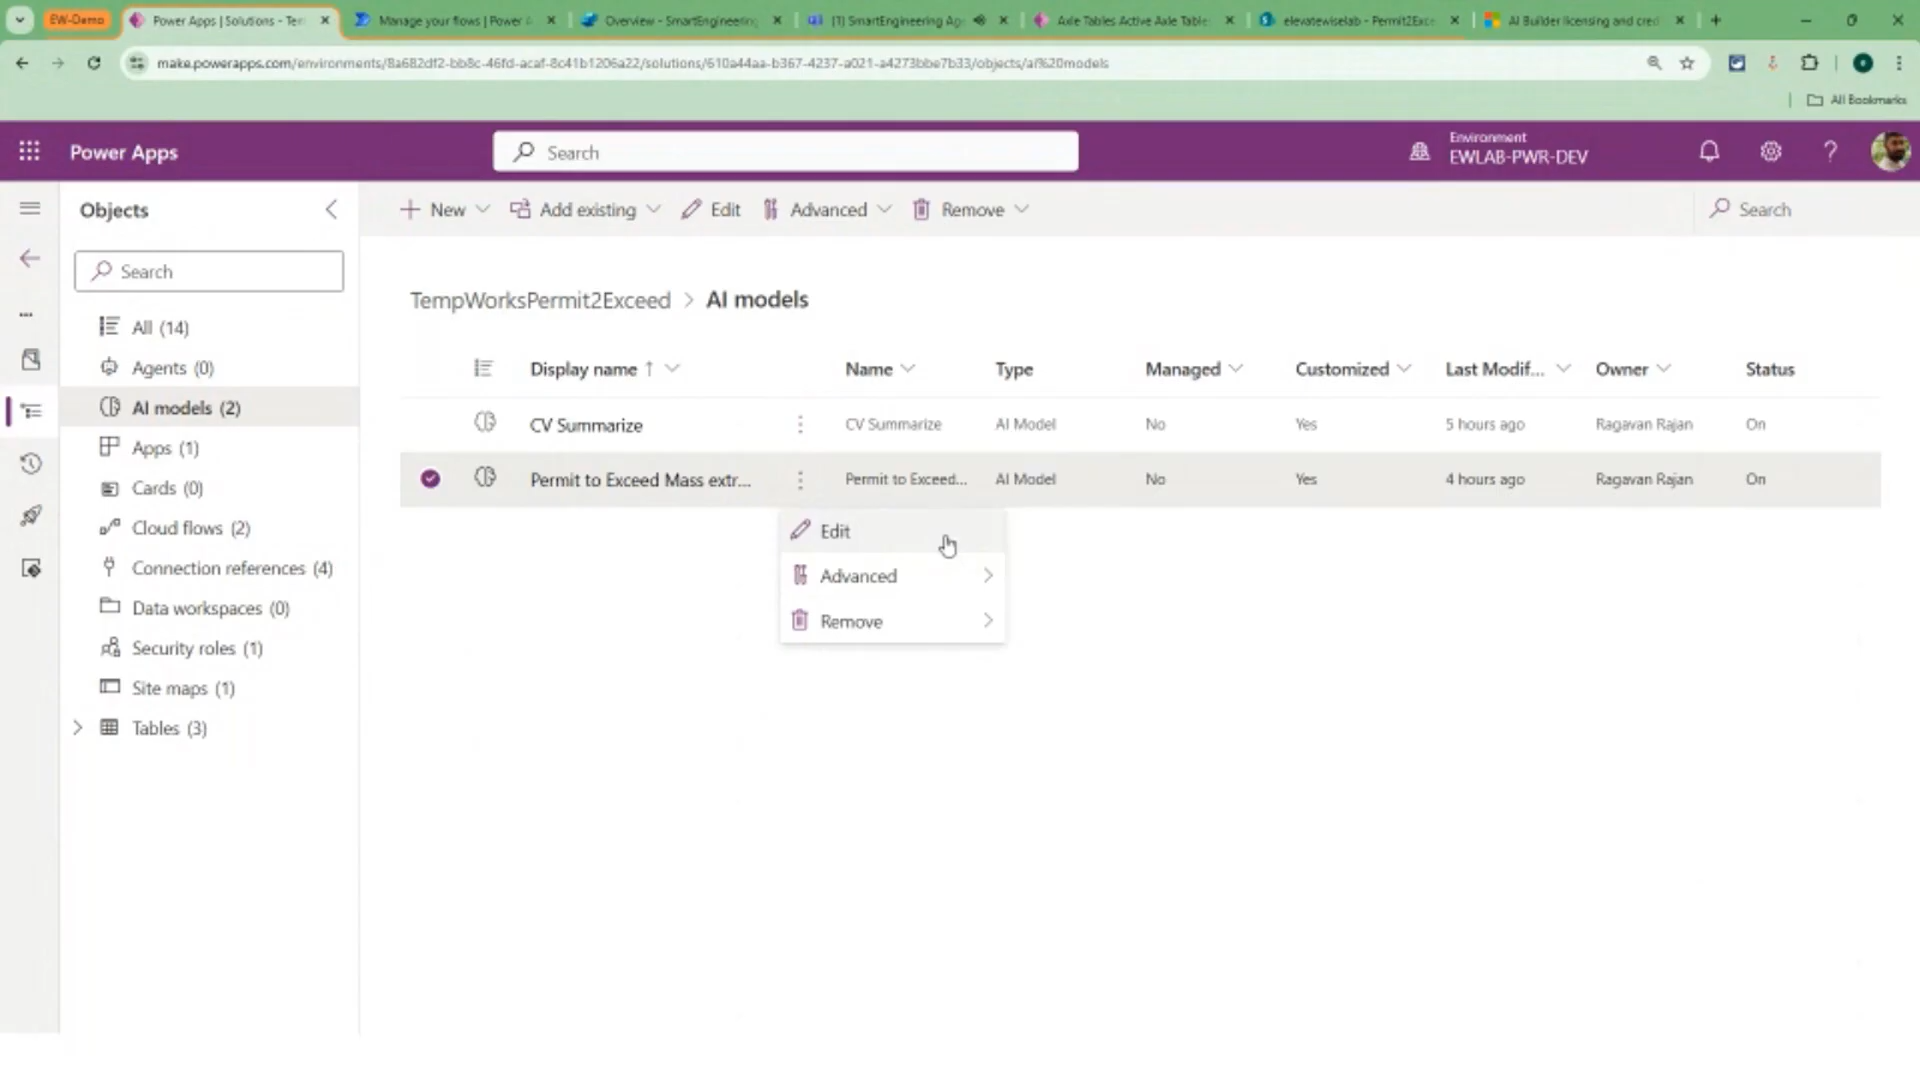 EW-Demo
Power Apps | Solutions - Tem
Manage your flows | Power A
Overview - SmartEngineering
(1) SmartEngineering Age
Axle Tables Active Axle Table
elevatewiselab - Permit2Exce
AI Builder licensing and cred
make.powerapps.com/environments/8a682df2-bb8c-46fd-acaf-8c41b1206a22/solutions/610a44aa-b367-4237-a021-a4273bbe7b33/objects/ai%20models
All Bookmarks
Power Apps
Search
Environment
EWLAB-PWR-DEV
Objects
New
Add existing
Edit
Advanced
Remove
Search
Search
All (14)
Agents (0)
AI models (2)
Apps (1)
Cards (0)
Cloud flows (2)
Connection references (4)
Data workspaces (0)
Security roles (1)
Site maps (1)
Tables (3)
TempWorksPermit2Exceed > AI models
Display name ↑ Name Type Managed Customized Last Modif... Owner Status
CV Summarize CV Summarize AI Model No Yes 5 hours ago Ragavan Rajan On
Permit to Exceed Mass extr... Permit to Exceed... AI Model No Yes 4 hours ago Ragavan Rajan On
Edit
Advanced
Remove